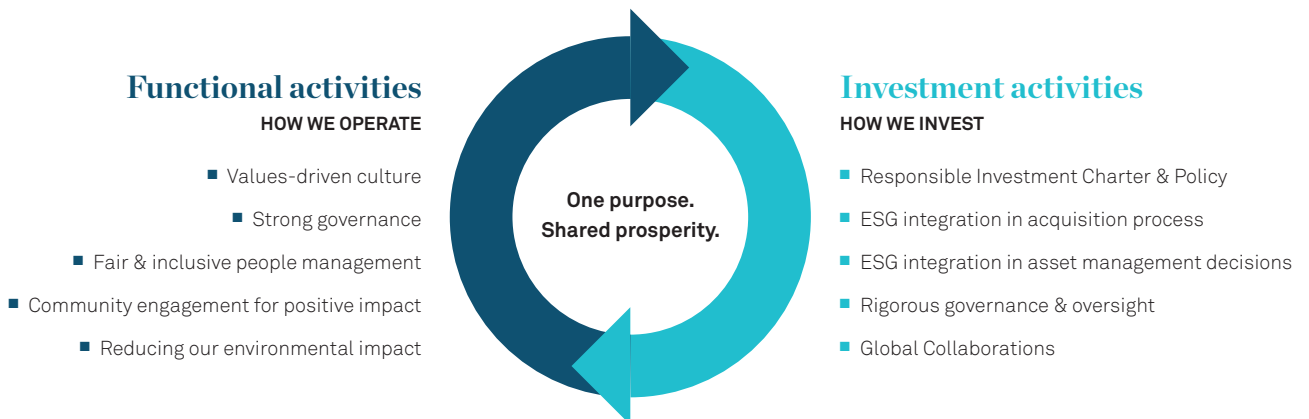 Functional activities
HOW WE OPERATE
Values-driven culture
Strong governance
Fair & inclusive people management
Community engagement for positive impact
Reducing our environmental impact
One purpose.
Shared prosperity.
Investment activities
HOW WE INVEST
Responsible Investment Charter & Policy
ESG integration in acquisition process
ESG integration in asset management decisions
Rigorous governance & oversight
Global Collaborations